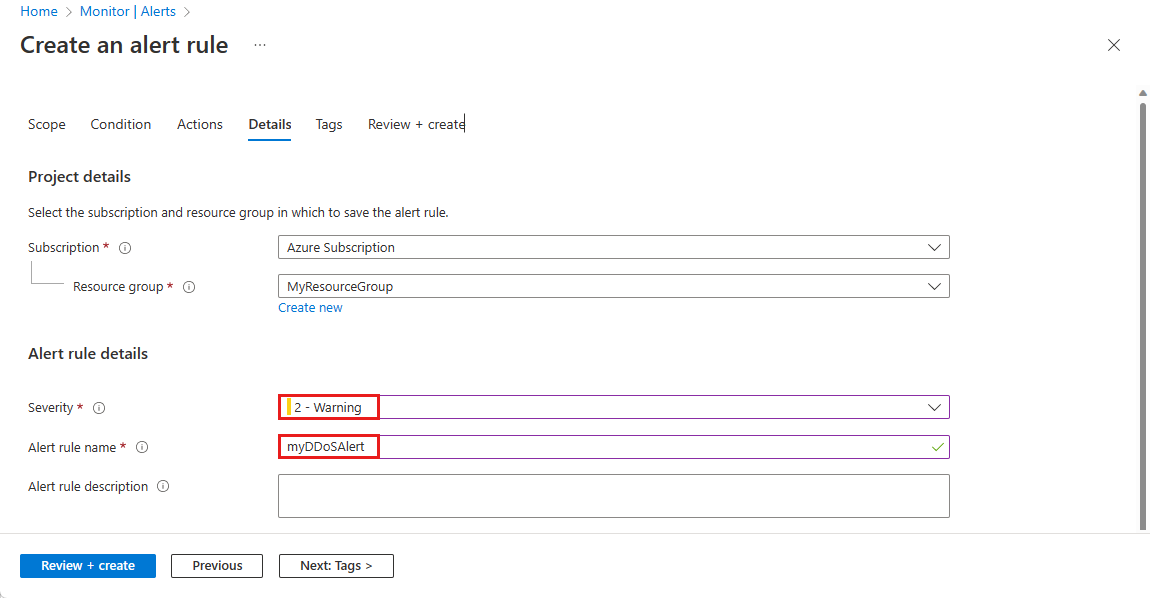 Home > Monitor | Alerts >
Create an alert rule ...
Scope Condition Actions Details Tags Review + create
Project details
Select the subscription and resource group in which to save the alert rule.
Subscription * Azure Subscription
Resource group * MyResourceGroup
Create new
Alert rule details
Severity * 2 - Warning
Alert rule name * myDDoSAlert
Alert rule description
Review + create Previous Next: Tags >